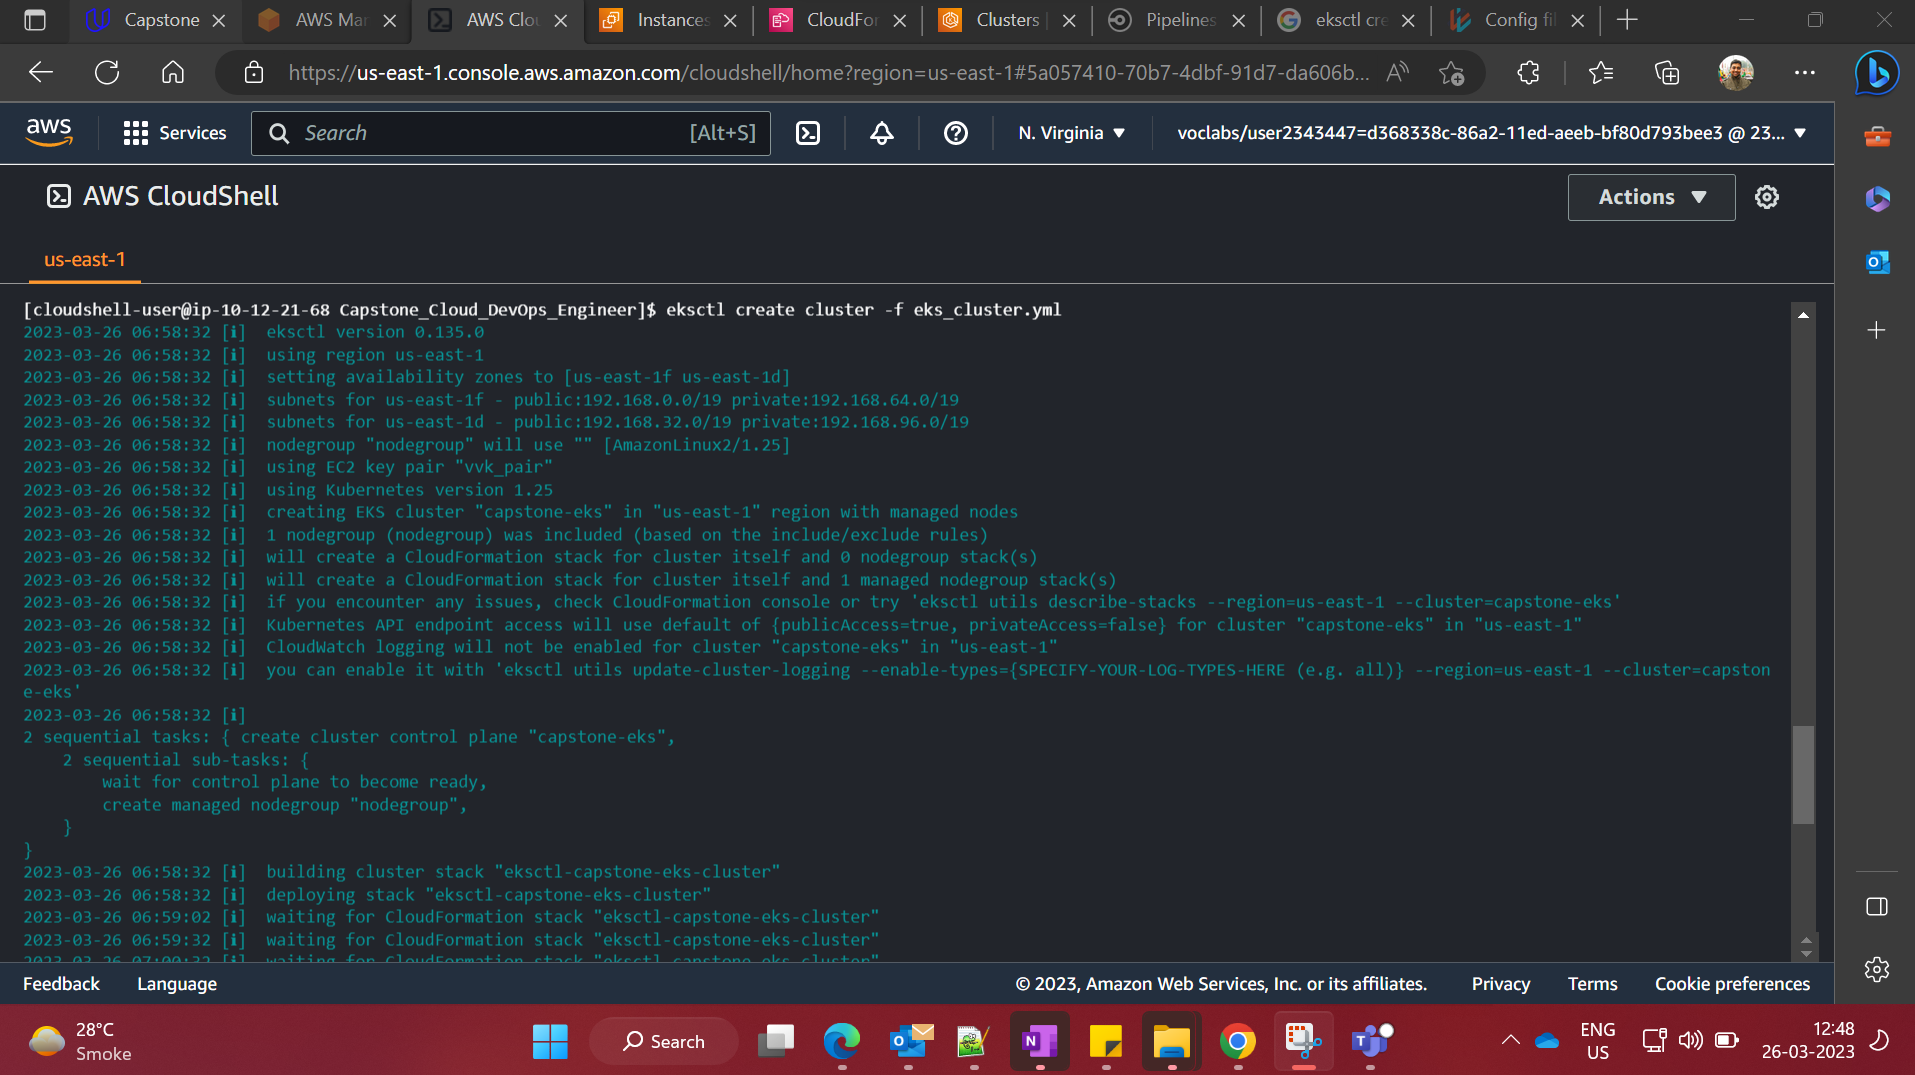 Capstone
AWS Mar
AWS Clou
Instances
CloudFor
Clusters |
Pipelines
eksctl cre
Config fil
https://us-east-1.console.aws.amazon.com/cloudshell/home?region=us-east-1#5a057410-70b7-4dbf-91d7-da606b...
aws
Services
Search
[Alt+S]
N. Virginia
voclabs/user2343447=d368338c-86a2-11ed-aeeb-bf80d793bee3 @ 23...
AWS CloudShell
Actions
us-east-1
[cloudshell-user@ip-10-12-21-68 Capstone_Cloud_DevOps_Engineer]$ eksctl create cluster -f eks_cluster.yml
2023-03-26 06:58:32 [ℹ]  eksctl version 0.135.0
2023-03-26 06:58:32 [ℹ]  using region us-east-1
2023-03-26 06:58:32 [ℹ]  setting availability zones to [us-east-1f us-east-1d]
2023-03-26 06:58:32 [ℹ]  subnets for us-east-1f - public:192.168.0.0/19 private:192.168.64.0/19
2023-03-26 06:58:32 [ℹ]  subnets for us-east-1d - public:192.168.32.0/19 private:192.168.96.0/19
2023-03-26 06:58:32 [ℹ]  nodegroup "nodegroup" will use "" [AmazonLinux2/1.25]
2023-03-26 06:58:32 [ℹ]  using EC2 key pair "vvk_pair"
2023-03-26 06:58:32 [ℹ]  using Kubernetes version 1.25
2023-03-26 06:58:32 [ℹ]  creating EKS cluster "capstone-eks" in "us-east-1" region with managed nodes
2023-03-26 06:58:32 [ℹ]  1 nodegroup (nodegroup) was included (based on the include/exclude rules)
2023-03-26 06:58:32 [ℹ]  will create a CloudFormation stack for cluster itself and 0 nodegroup stack(s)
2023-03-26 06:58:32 [ℹ]  will create a CloudFormation stack for cluster itself and 1 managed nodegroup stack(s)
2023-03-26 06:58:32 [ℹ]  if you encounter any issues, check CloudFormation console or try 'eksctl utils describe-stacks --region=us-east-1 --cluster=capstone-eks'
2023-03-26 06:58:32 [ℹ]  Kubernetes API endpoint access will use default of {publicAccess=true, privateAccess=false} for cluster "capstone-eks" in "us-east-1"
2023-03-26 06:58:32 [ℹ]  CloudWatch logging will not be enabled for cluster "capstone-eks" in "us-east-1"
2023-03-26 06:58:32 [ℹ]  you can enable it with 'eksctl utils update-cluster-logging --enable-types={SPECIFY-YOUR-LOG-TYPES-HERE (e.g. all)} --region=us-east-1 --cluster=capston
e-eks'
2023-03-26 06:58:32 [ℹ]
2 sequential tasks: { create cluster control plane "capstone-eks",
    2 sequential sub-tasks: {
        wait for control plane to become ready,
        create managed nodegroup "nodegroup",
    }
}
2023-03-26 06:58:32 [ℹ]  building cluster stack "eksctl-capstone-eks-cluster"
2023-03-26 06:58:32 [ℹ]  deploying stack "eksctl-capstone-eks-cluster"
2023-03-26 06:59:02 [ℹ]  waiting for CloudFormation stack "eksctl-capstone-eks-cluster"
2023-03-26 06:59:32 [ℹ]  waiting for CloudFormation stack "eksctl-capstone-eks-cluster"
2023-03-26 07:00:32 [ℹ]  waiting for CloudFormation stack "eksctl-capstone-eks-cluster"
Feedback
Language
© 2023, Amazon Web Services, Inc. or its affiliates.
Privacy
Terms
Cookie preferences
28°C
Smoke
Search
ENG
US
12:48
26-03-2023